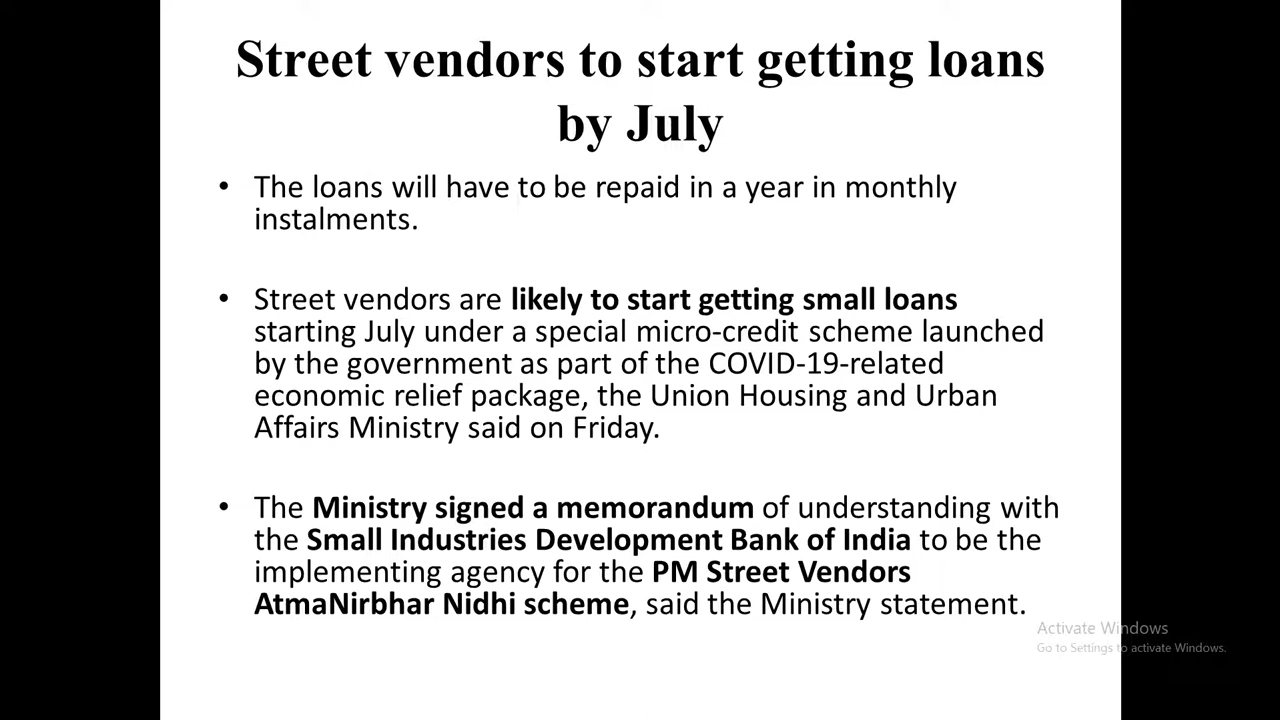 Street vendors to start getting loans
by July
• The loans will have to be repaid in a year in monthly
instalments.
• Street vendors are likely to start getting small loans
starting July under a special micro-credit scheme launched
by the government as part of the COVID-19-related
economic relief package, the Union Housing and Urban
Affairs Ministry said on Friday.
• The Ministry signed a memorandum of understanding with
the Small Industries Development Bank of India to be the
implementing agency for the PM Street Vendors
AtmaNirbhar Nidhi scheme, said the Ministry statement.
Activate Windows
Go to Settings to activate Windows.